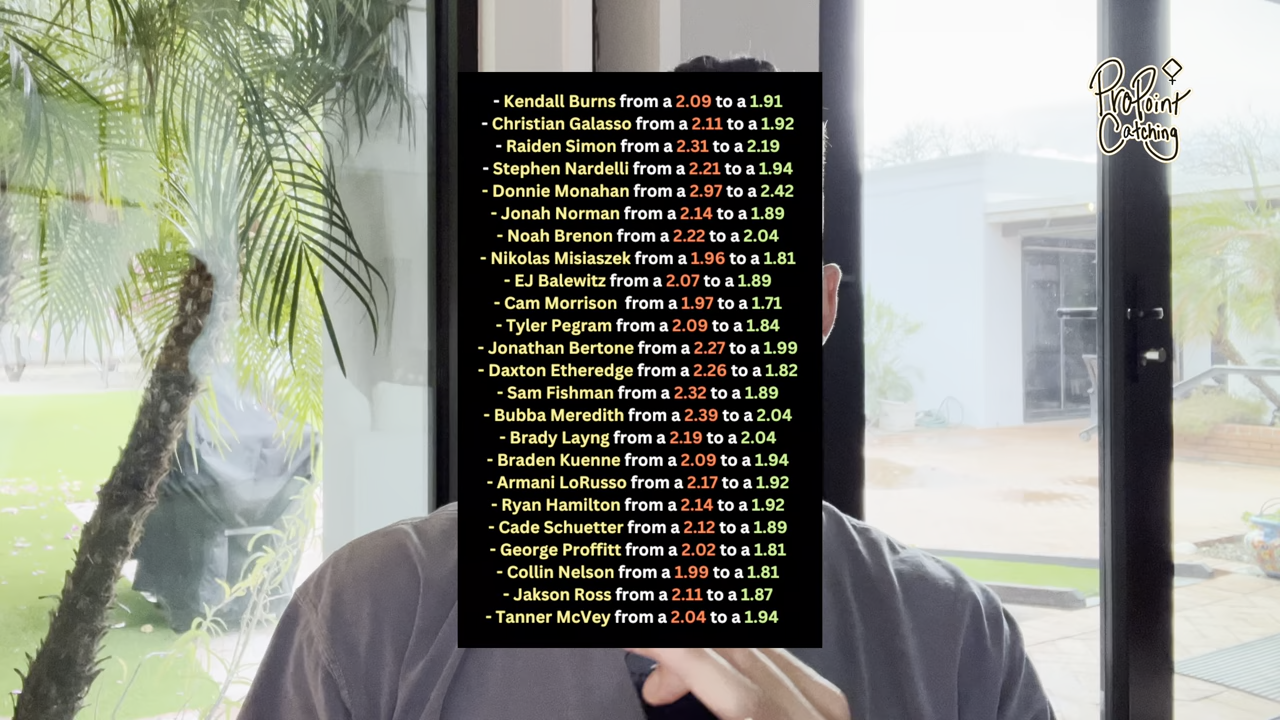 - Kendall Burns from a 2.09 to a 1.91
- Christian Galasso from a 2.11 to a 1.92
- Raiden Simon from a 2.31 to a 2.19
- Stephen Nardelli from a 2.21 to a 1.94
- Donnie Monahan from a 2.97 to a 2.42
- Jonah Norman from a 2.14 to a 1.89
- Noah Brenon from a 2.22 to a 2.04
- Nikolas Misiaszek from a 1.96 to a 1.81
- EJ Balewitz from a 2.07 to a 1.89
- Cam Morrison from a 1.97 to a 1.71
- Tyler Pegram from a 2.09 to a 1.84
- Jonathan Bertone from a 2.27 to a 1.99
- Daxton Etheredge from a 2.26 to a 1.82
- Sam Fishman from a 2.32 to a 1.89
- Bubba Meredith from a 2.39 to a 2.04
- Brady Layng from a 2.19 to a 2.04
- Braden Kuenne from a 2.09 to a 1.94
- Armani LoRusso from a 2.17 to a 1.92
- Ryan Hamilton from a 2.14 to a 1.92
- Cade Schuetter from a 2.12 to a 1.89
- George Proffitt from a 2.02 to a 1.81
- Collin Nelson from a 1.99 to a 1.81
- Jakson Ross from a 2.11 to a 1.87
- Tanner McVey from a 2.04 to a 1.94
ProPoint
Catching